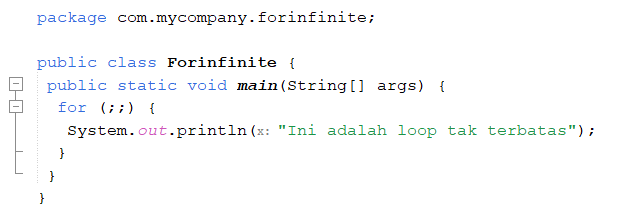 package com.mycompany.forinfinite;
public class Forinfinite {
public static void main(String[] args) {
for (;;) {
System.out.println(x: "Ini adalah loop tak terbatas");
}
}
}